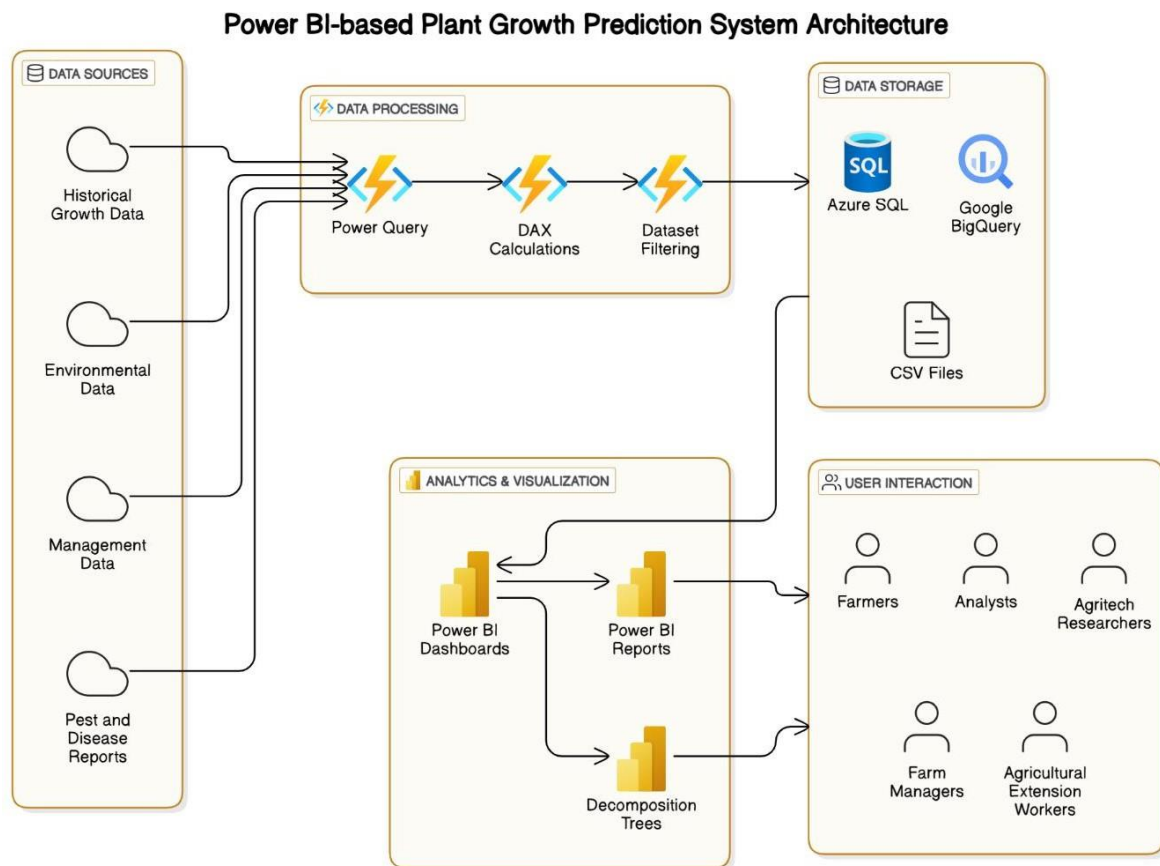 Power BI-based Plant Growth Prediction System Architecture
DATA SOURCES
Historical
Growth Data
Environmental
Data
Management
Data
Pest and
Disease
Reports
DATA PROCESSING
Power Query
DAX
Calculations
Dataset
Filtering
DATA STORAGE
SQL
Azure SQL
Google
BigQuery
CSV Files
ANALYTICS & VISUALIZATION
Power BI
Dashboards
Power BI
Reports
Decomposition
Trees
USER INTERACTION
Farmers
Analysts
Agritech
Researchers
Farm
Managers
Agricultural
Extension
Workers